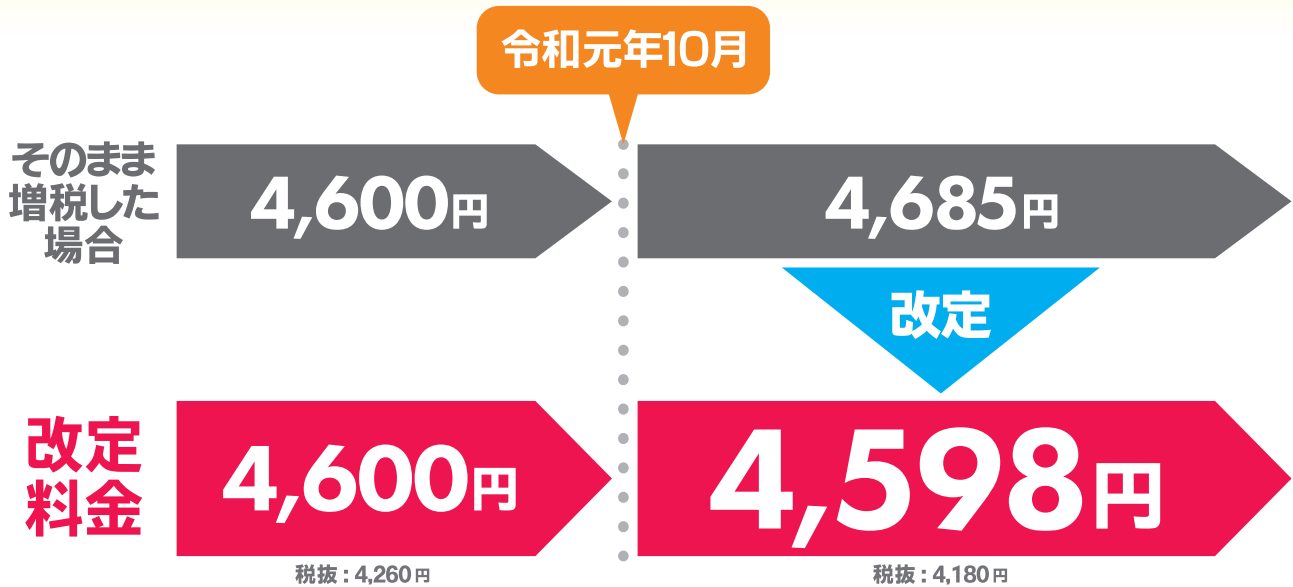 令和元年10月
そのまま
増税した
場合
4,600円
4,685円
改定
改定
料金
4,600円
4,598円
税抜：4,260円
税抜：4,180円